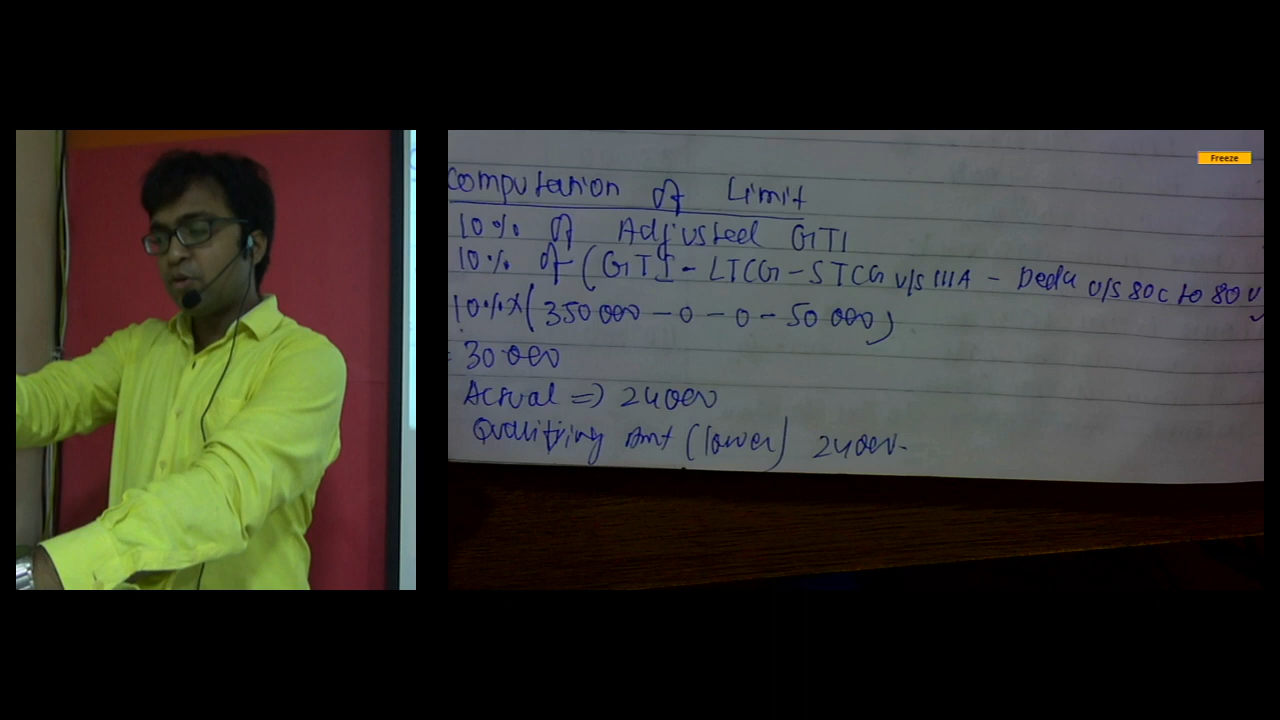 Freeze
Computation of Limit
10% of Adjusted GTI
10% of (GTI - LTCG - STCG u/s 111A - Dedu u/s 80C to 80U
10% x (350000 - 0 - 0 - 50000)
= 30000
Actual => 24000
Qualifying Amt (lower) 24000.